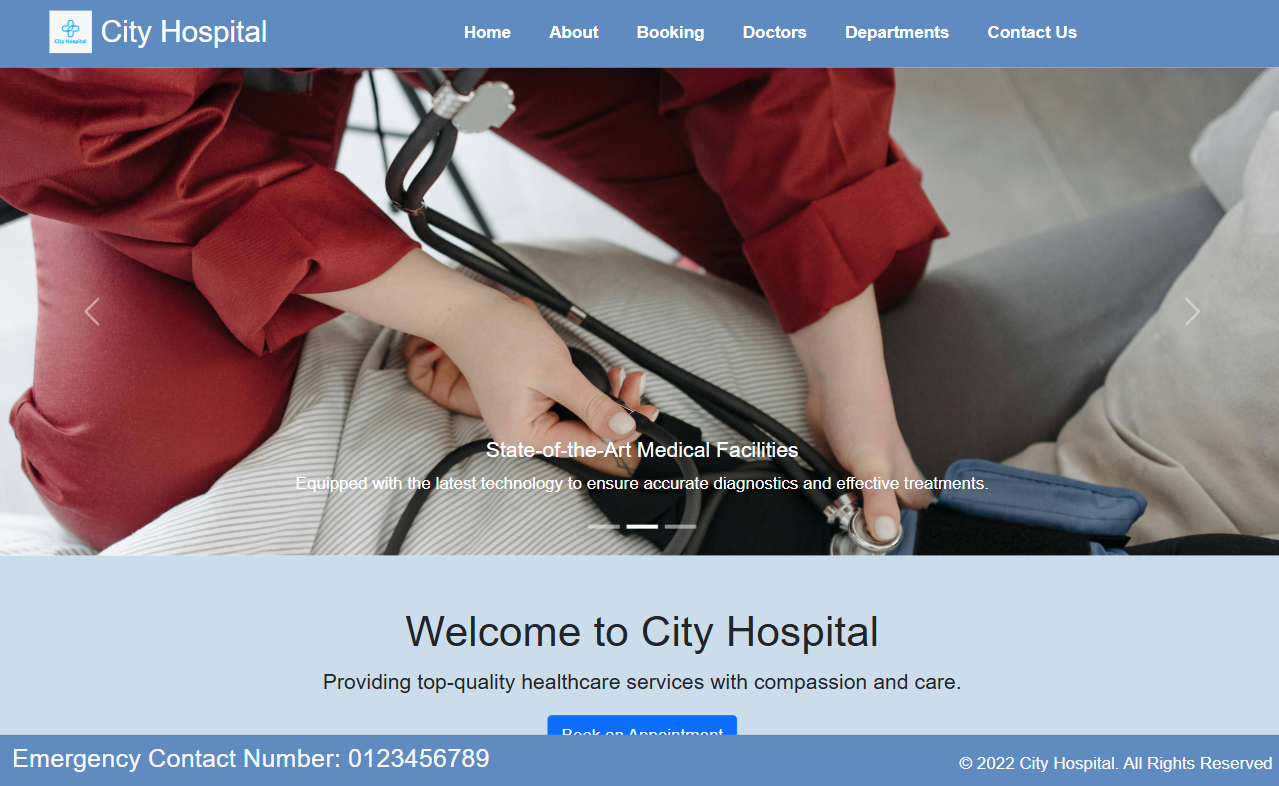 City Hospital
City Hospital
Home
About
Booking
Doctors
Departments
Contact Us
State-of-the-Art Medical Facilities
Equipped with the latest technology to ensure accurate diagnostics and effective treatments.
Welcome to City Hospital
Providing top-quality healthcare services with compassion and care.
Book an Appointment
Emergency Contact Number: 0123456789
© 2022 City Hospital. All Rights Reserved